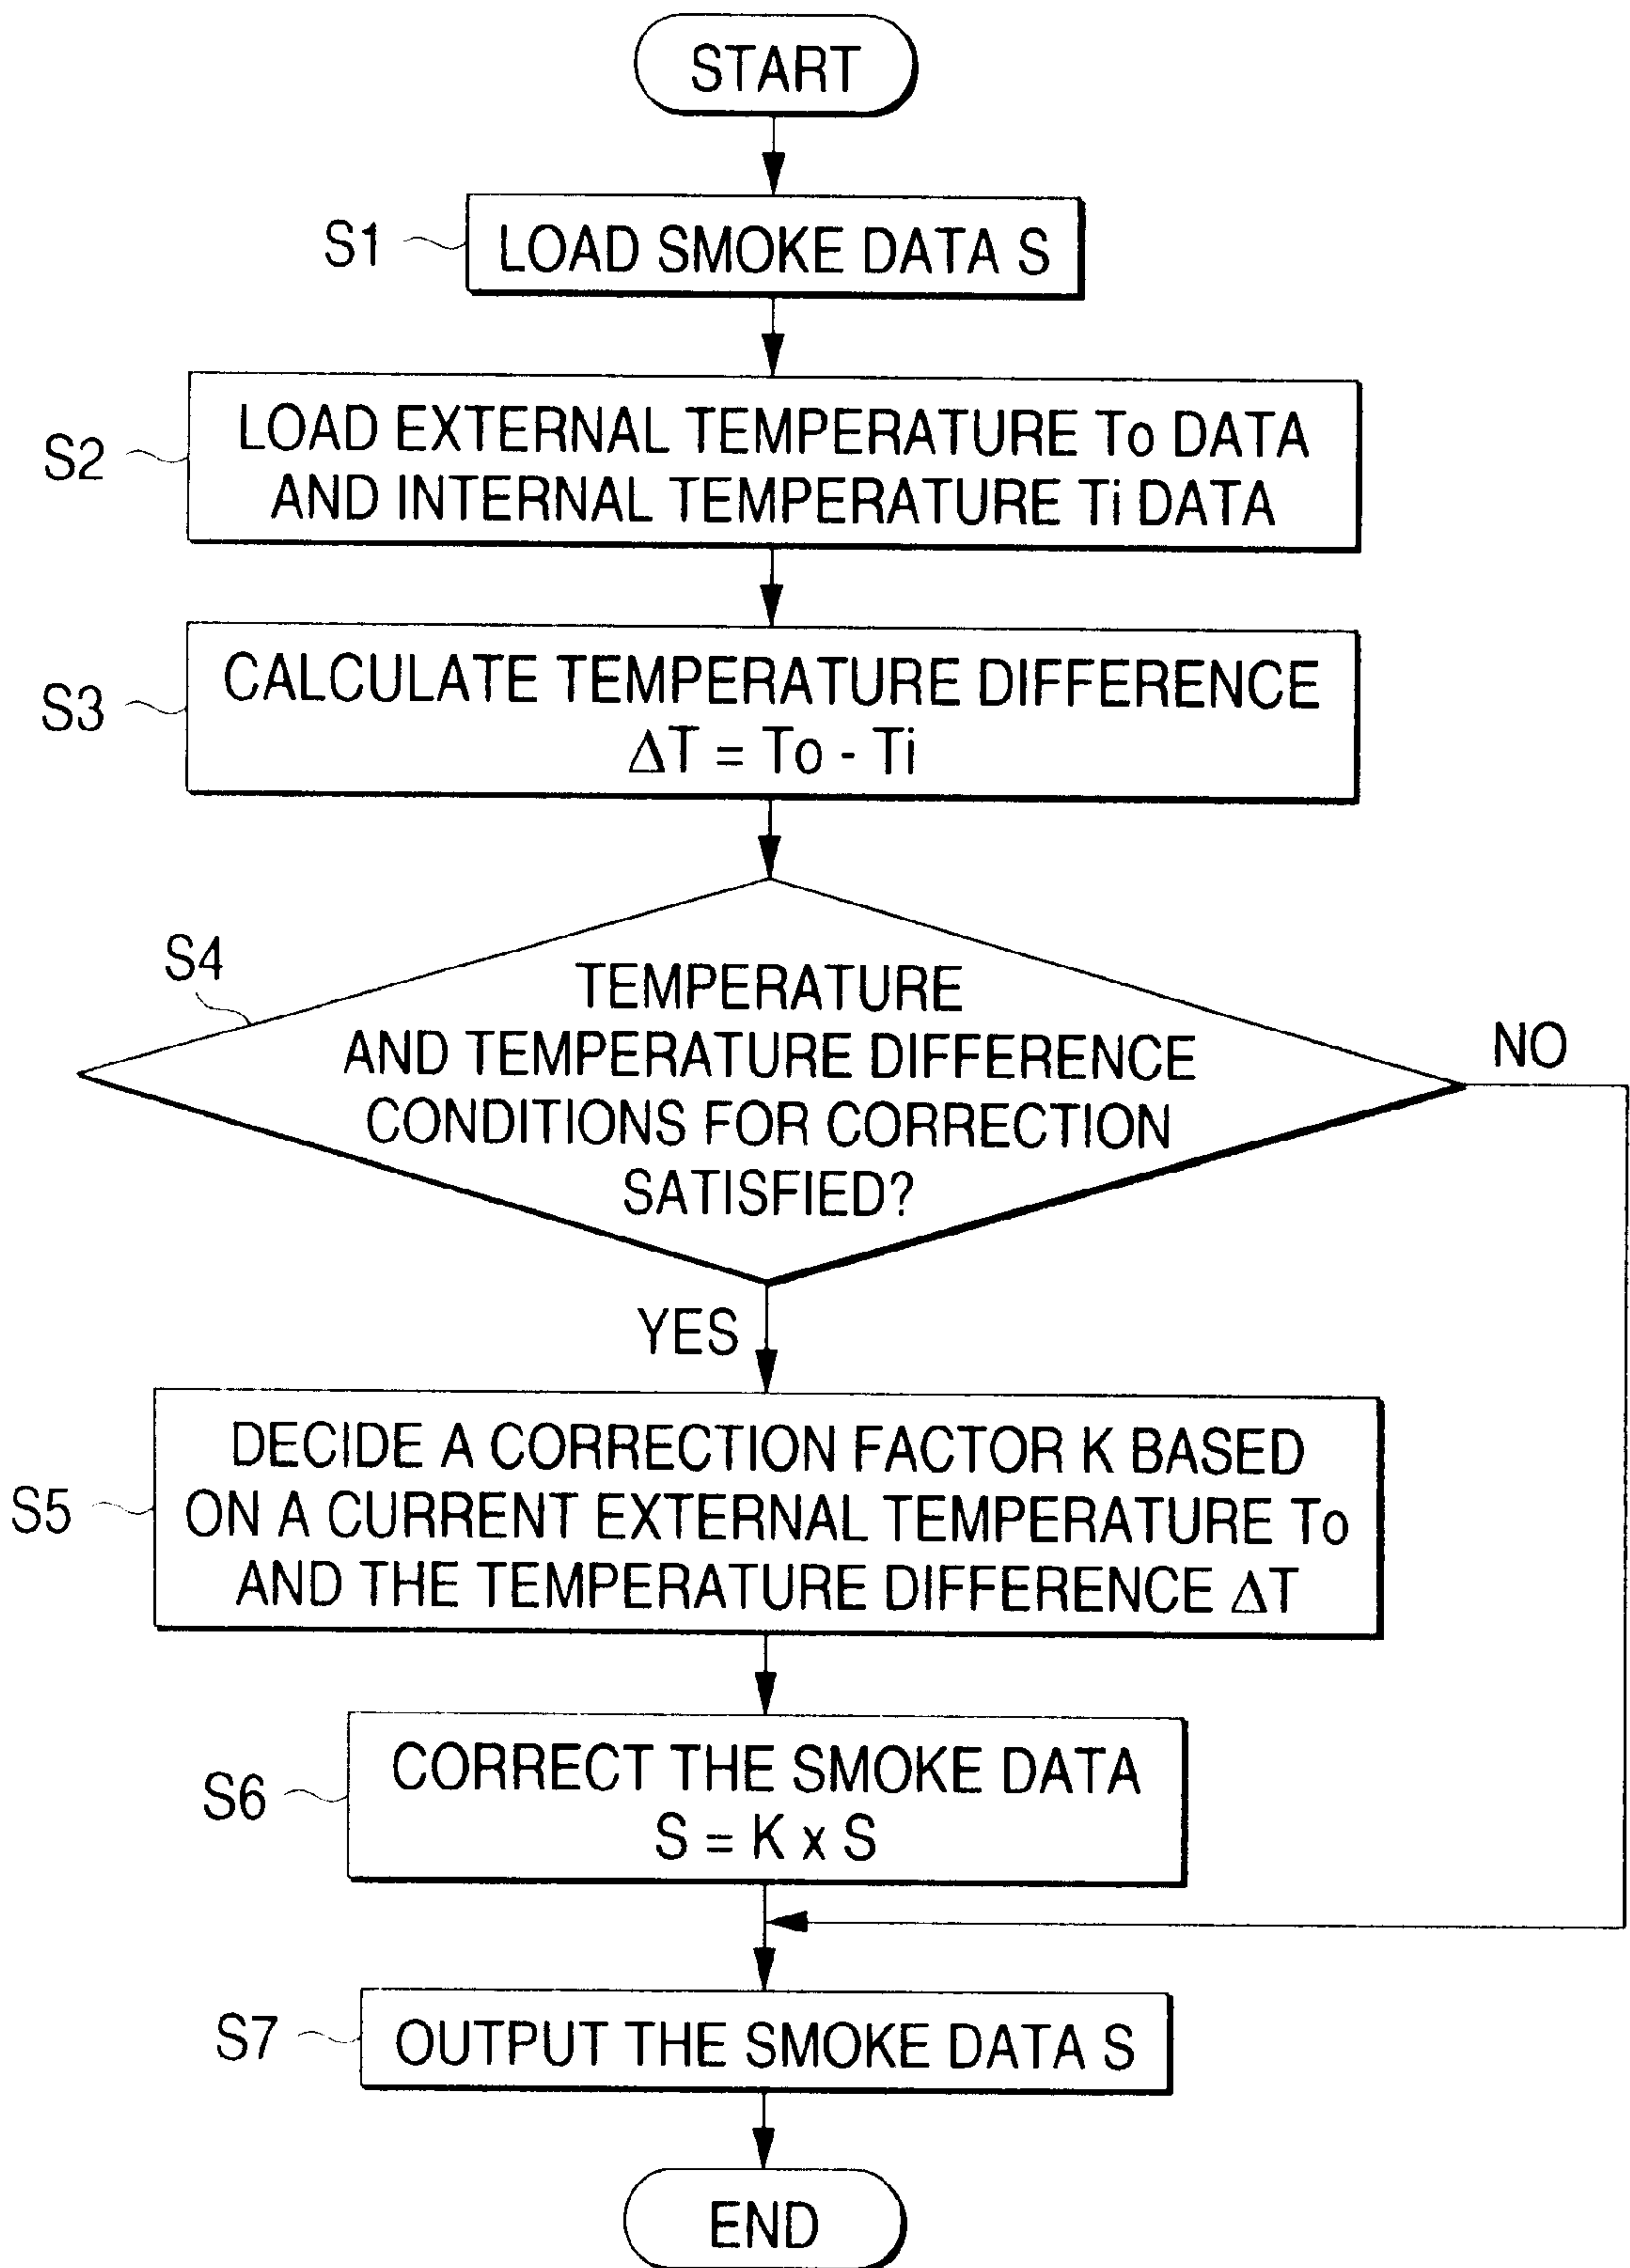 START
S1
LOAD SMOKE DATA S
S2
LOAD EXTERNAL TEMPERATURE To DATA
AND INTERNAL TEMPERATURE Ti DATA
S3
CALCULATE TEMPERATURE DIFFERENCE
ΔT = To - Ti
S4
TEMPERATURE
AND TEMPERATURE DIFFERENCE
CONDITIONS FOR CORRECTION
SATISFIED?
NO
YES
S5
DECIDE A CORRECTION FACTOR K BASED
ON A CURRENT EXTERNAL TEMPERATURE To
AND THE TEMPERATURE DIFFERENCE ΔT
S6
CORRECT THE SMOKE DATA
S = K x S
S7
OUTPUT THE SMOKE DATA S
END